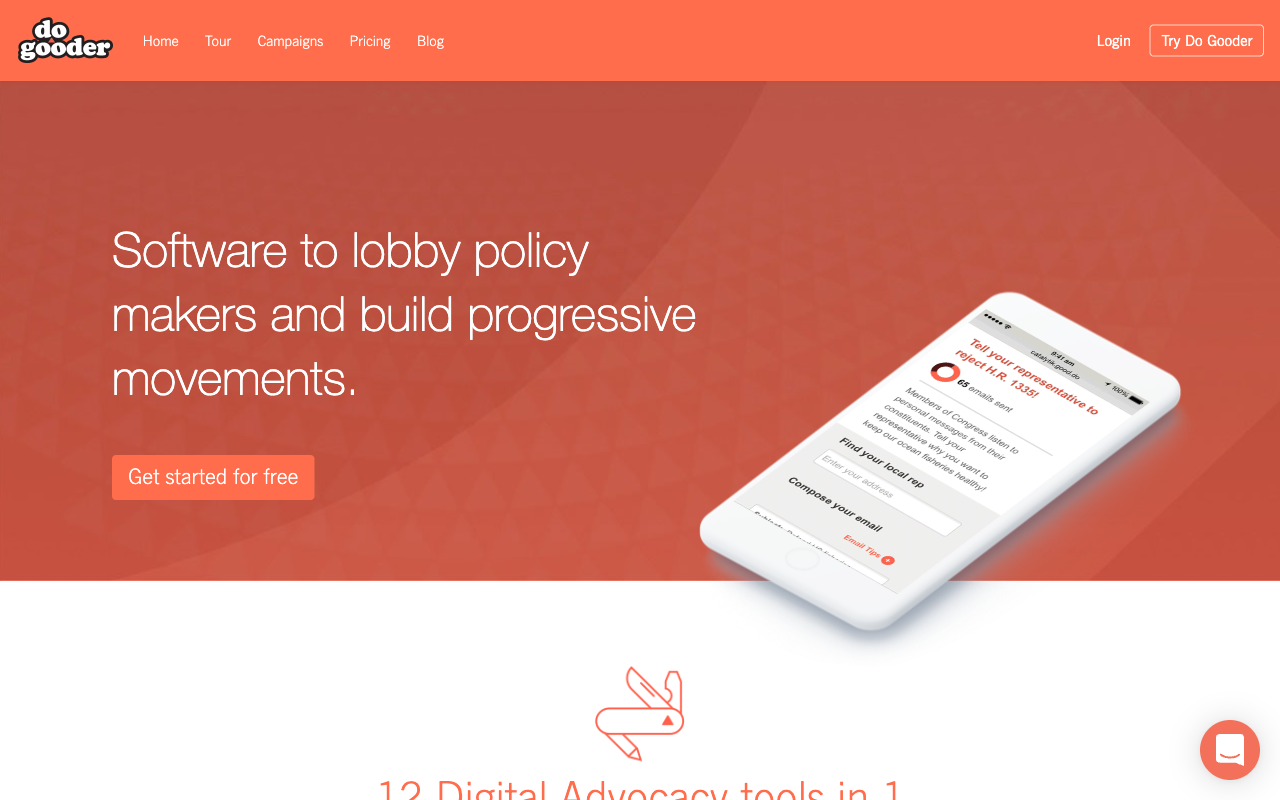 do
gooder
Home
Tour
Campaigns
Pricing
Blog
Login
Try Do Gooder
Software to lobby policy
makers and build progressive
movements.
Get started for free
9:41 am
catalytik.good.do
100%
Tell your representative to
reject H.R. 1335!
65 emails sent
Members of Congress listen to
personal messages from their
constituents. Tell your
representative why you want to
keep our ocean fisheries healthy!
Find your local rep
Enter your address
Compose your email
Email Tips
12 Digital Advocacy tools in 1